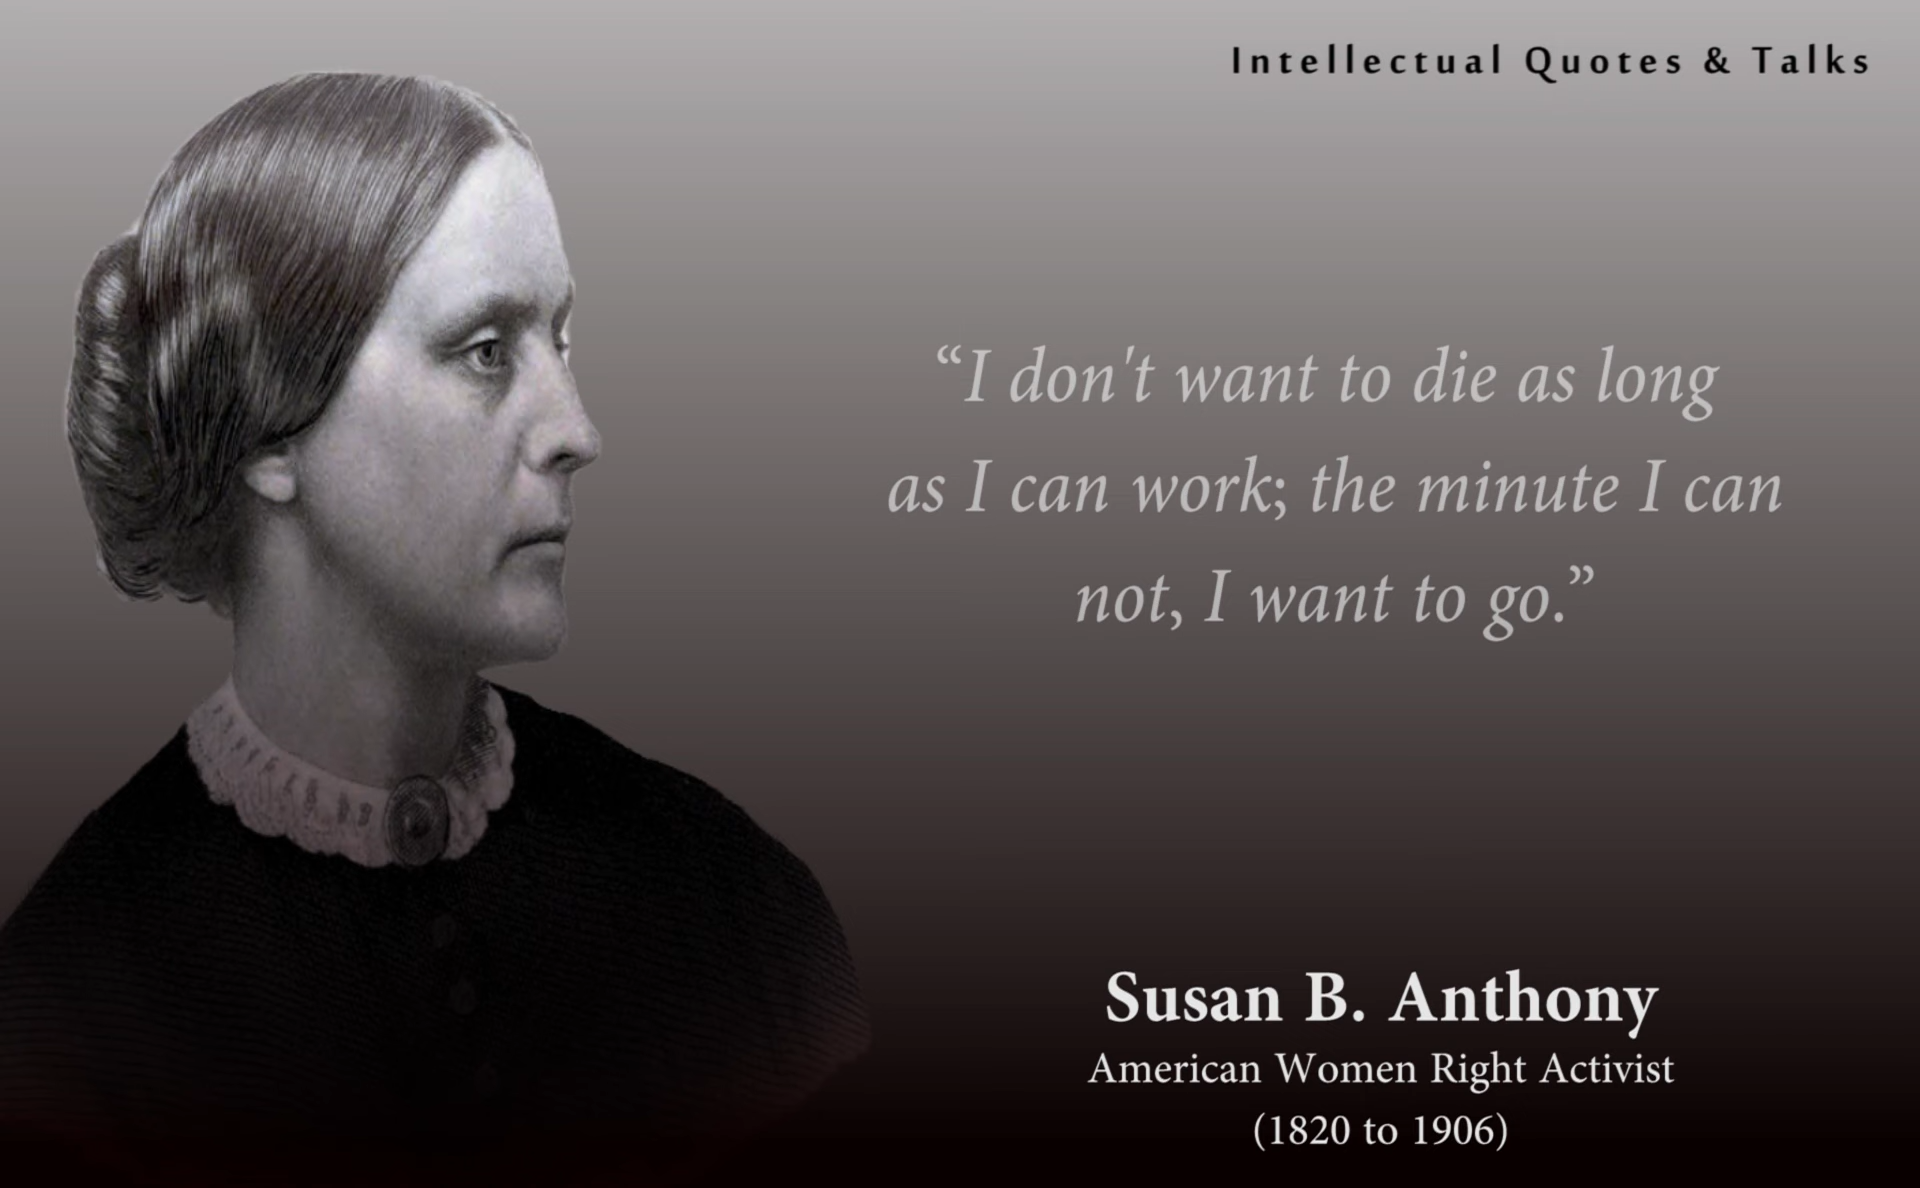 Intellectual Quotes & Talks
“I don't want to die as long
as I can work; the minute I can
not, I want to go.”
Susan B. Anthony
American Women Right Activist
(1820 to 1906)